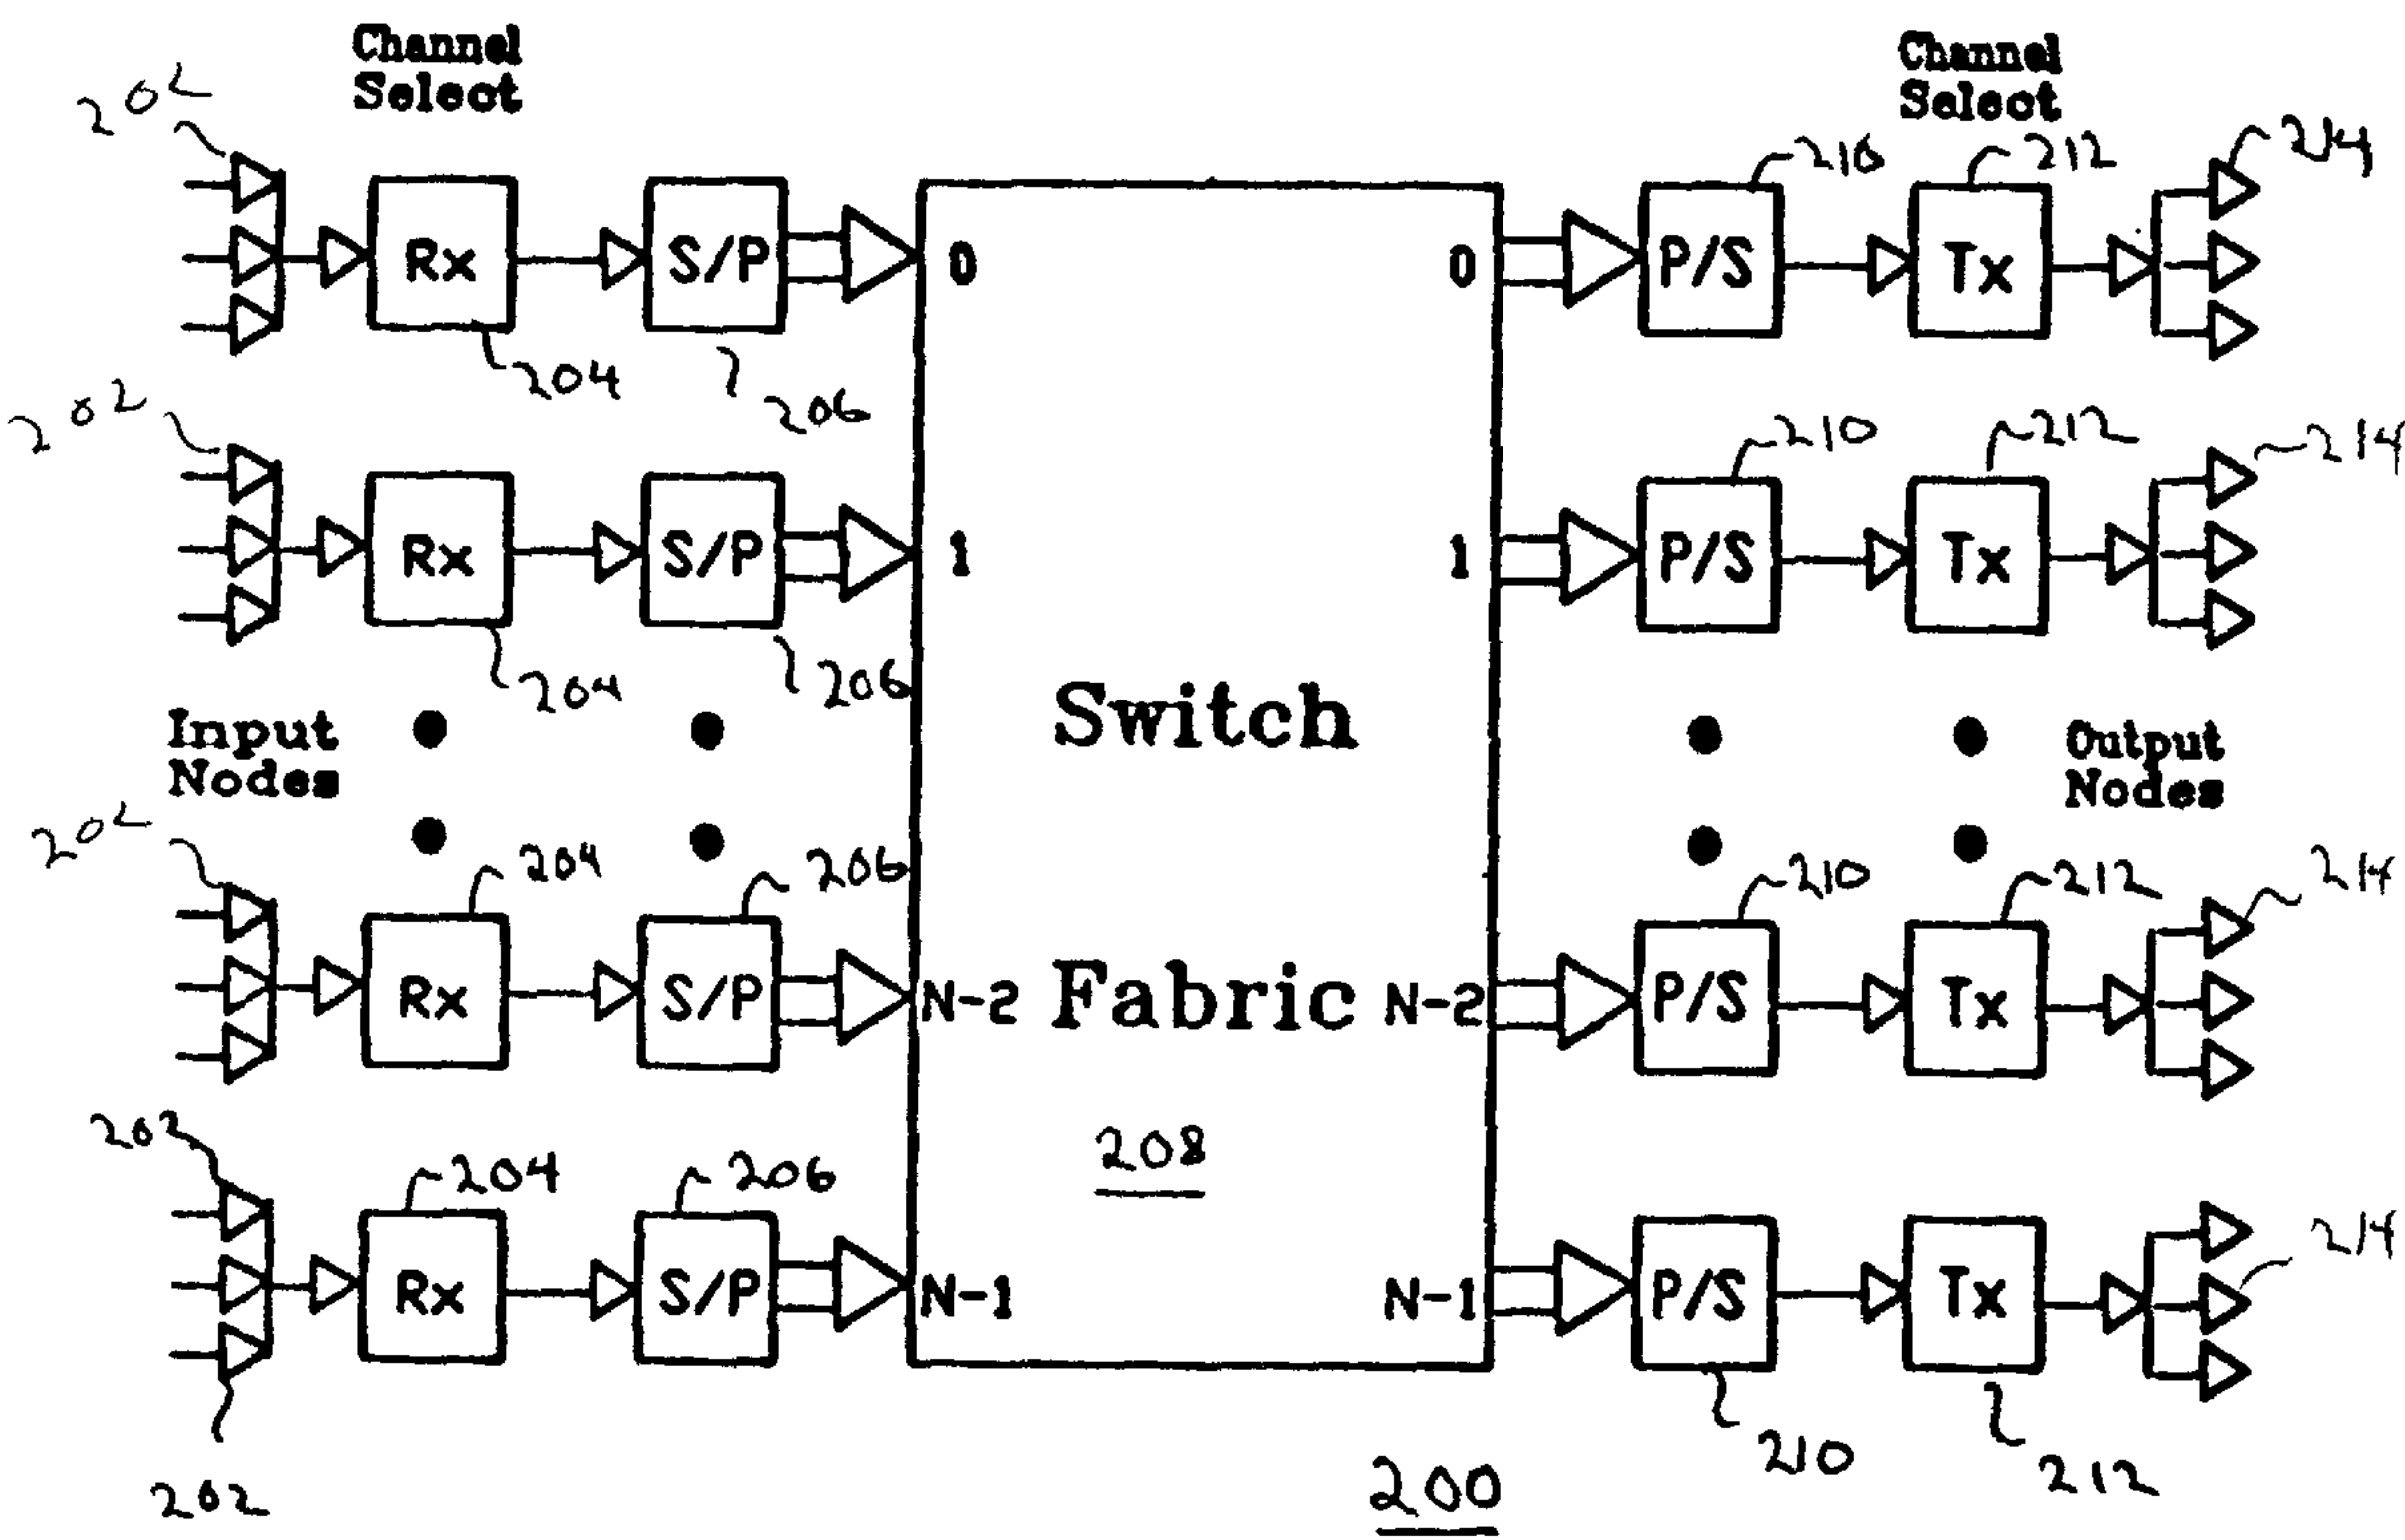 Channel
Select
Channel
Select
202
216
212
214
Rx
S/P
0
0
P/S
Tx
204
206
202
210
212
214
Rx
S/P
1
1
P/S
Tx
204
206
Input
Nodes
Switch
Output
Nodes
202
204
206
210
212
214
Rx
S/P
N-2
Fabric
N-2
P/S
Tx
202
204
206
208
214
Rx
S/P
N-1
N-1
P/S
Tx
202
210
212
200